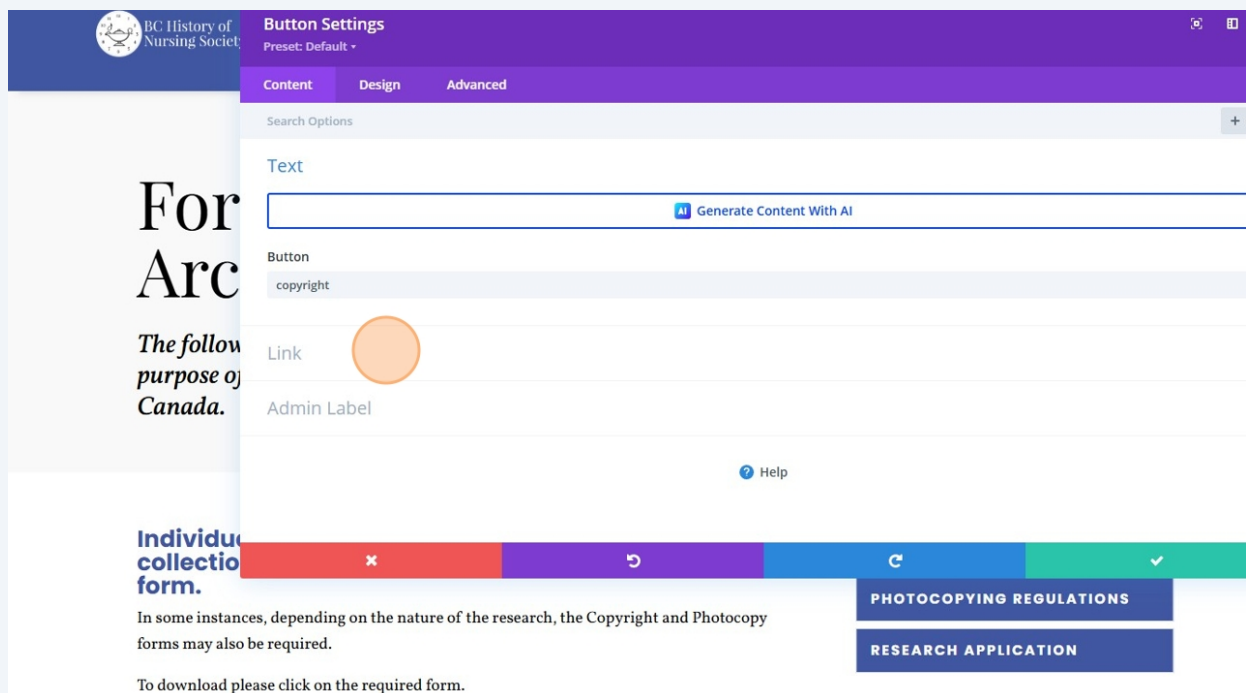 BC History of
Nursing Societ
Button Settings
Preset: Default
Content Design Advanced
Search Options
+
Text
For
Arc
AI Generate Content With AI
Button
copyright
The follow
purpose of
Canada.
Link
Admin Label
? Help
Individu
collectio
form.
In some instances, depending on the nature of the research, the Copyright and Photocopy
forms may also be required.
To download please click on the required form.
PHOTOCOPYING REGULATIONS
RESEARCH APPLICATION